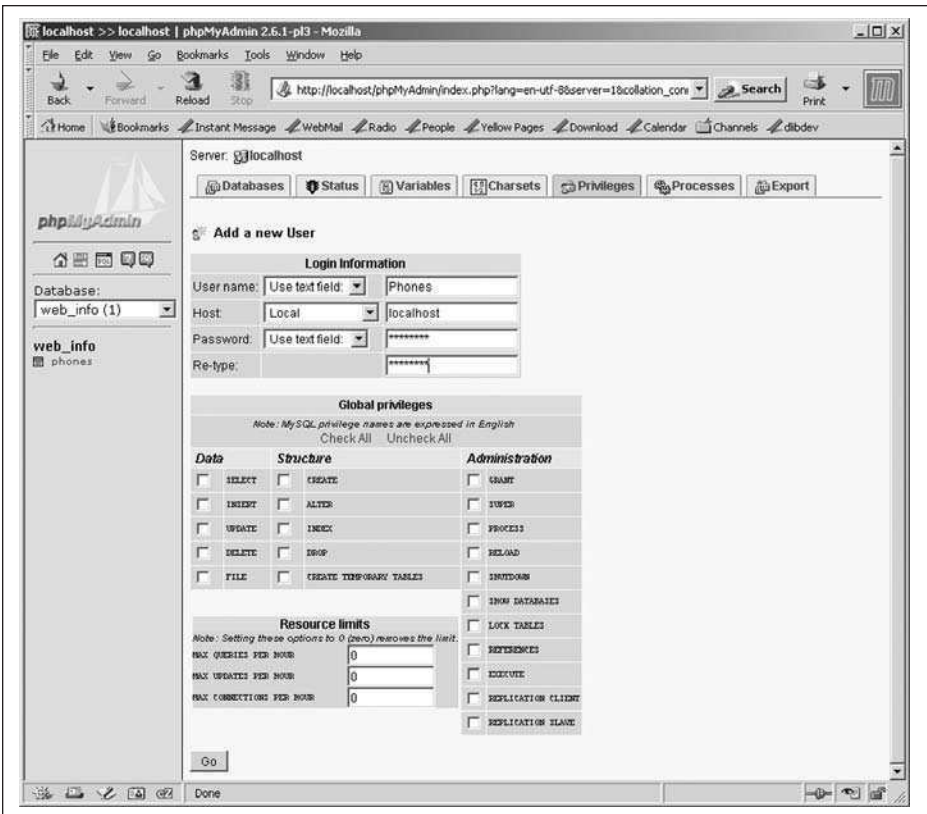 localhost >> localhost | phpMyAdmin 2.6.1-pl3 - Mozilla
File Edit View Go Bookmarks Tools Window Help
Back Forward Reload Stop http://localhost/phpMyAdmin/index.php?lang=en-utf-8&server=1&collation_conn Search Print
Home Bookmarks Instant Message WebMail Radio People Yellow Pages Download Calendar Channels dibdev
Server: localhost
Databases Status Variables Charsets Privileges Processes Export
phpMyAdmin
Add a new User
Login Information
User name: Use text field: Phones
Host: Local localhost
Password: Use text field: ********
Re-type: ********
Database:
web_info (1)
web_info
phones
Global privileges
Note: MySQL privilege names are expressed in English
Check All Uncheck All
Data Structure Administration
SELECT CREATE GRANT
INSERT ALTER SUPER
UPDATE INDEX PROCESS
DELETE DROP RELOAD
FILE CREATE TEMPORARY TABLES SHUTDOWN
SHOW DATABASES
LOCK TABLES
REFERENCES
EXECUTE
REPLICATION CLIENT
REPLICATION SLAVE
Resource limits
Note: Setting these options to 0 (zero) removes the limit.
MAX QUERIES PER HOUR 0
MAX UPDATES PER HOUR 0
MAX CONNECTIONS PER HOUR 0
Go
Done